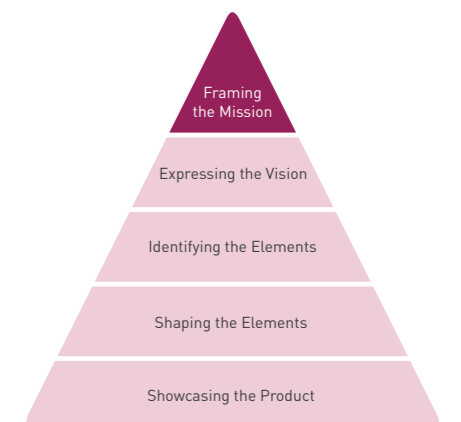 Framing
the Mission
Expressing the Vision
Identifying the Elements
Shaping the Elements
Showcasing the Product